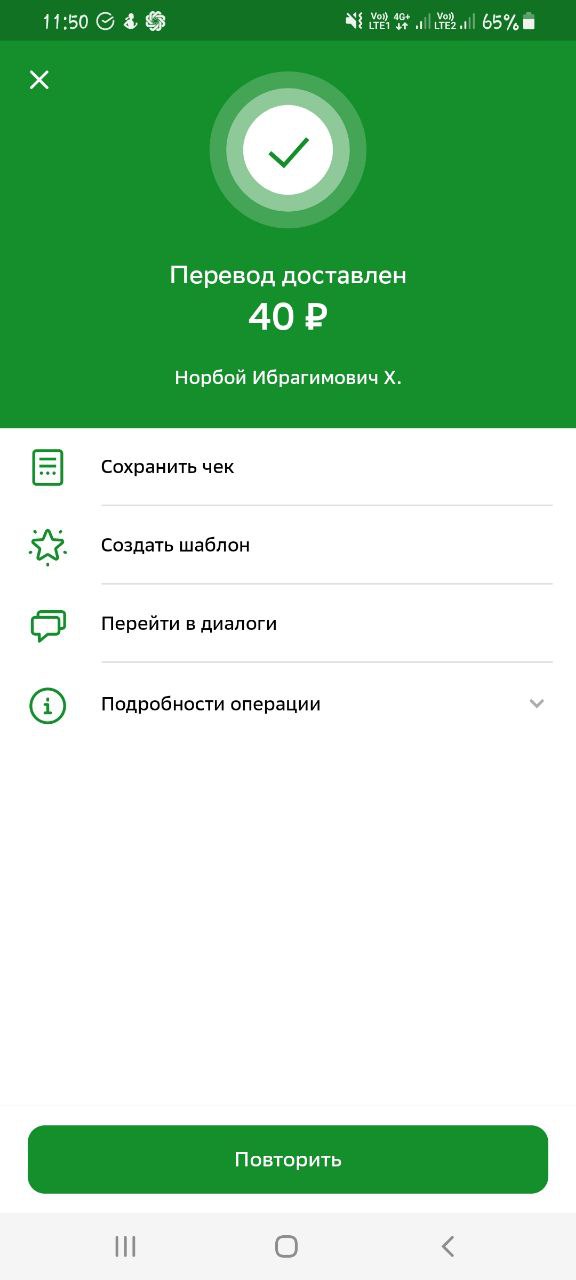 11:50 Vo)) LTE1 4G+ Vo)) LTE2 65%
Перевод доставлен
40 ₽
Норбой Ибрагимович Х.
Сохранить чек
Создать шаблон
Перейти в диалоги
Подробности операции
Повторить